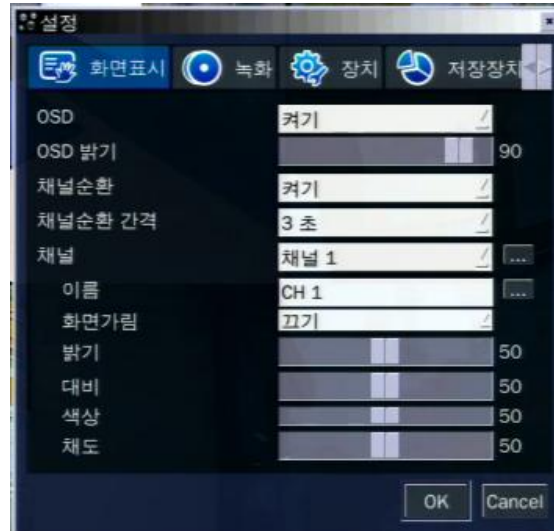 설정
화면표시 녹화 장치 저장장치
OSD 켜기
OSD 밝기 90
채널순환 켜기
채널순환 간격 3 초
채널 채널 1 ...
이름 CH 1 ...
화면가림 끄기
밝기 50
대비 50
색상 50
채도 50
OK Cancel